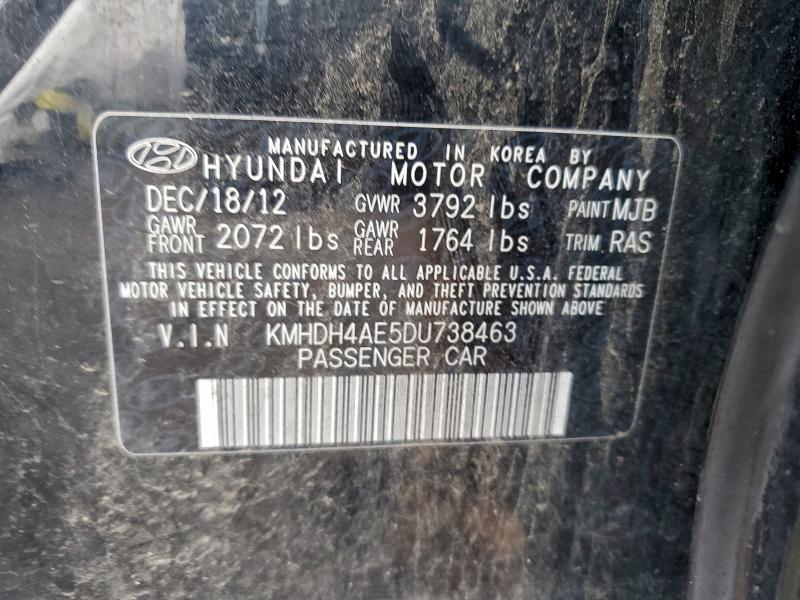 MANUFACTURED IN KOREA BY
HYUNDAI MOTOR COMPANY
DEC/18/12 GVWR 3792 lbs PAINT MJB
GAWR FRONT 2072 lbs GAWR REAR 1764 lbs TRIM RAS
THIS VEHICLE CONFORMS TO ALL APPLICABLE U.S.A. FEDERAL
MOTOR VEHICLE SAFETY, BUMPER, AND THEFT PREVENTION STANDARDS
IN EFFECT ON THE DATE OF MANUFACTURE SHOWN ABOVE
V.I.N KMHDH4AE5DU738463
PASSENGER CAR